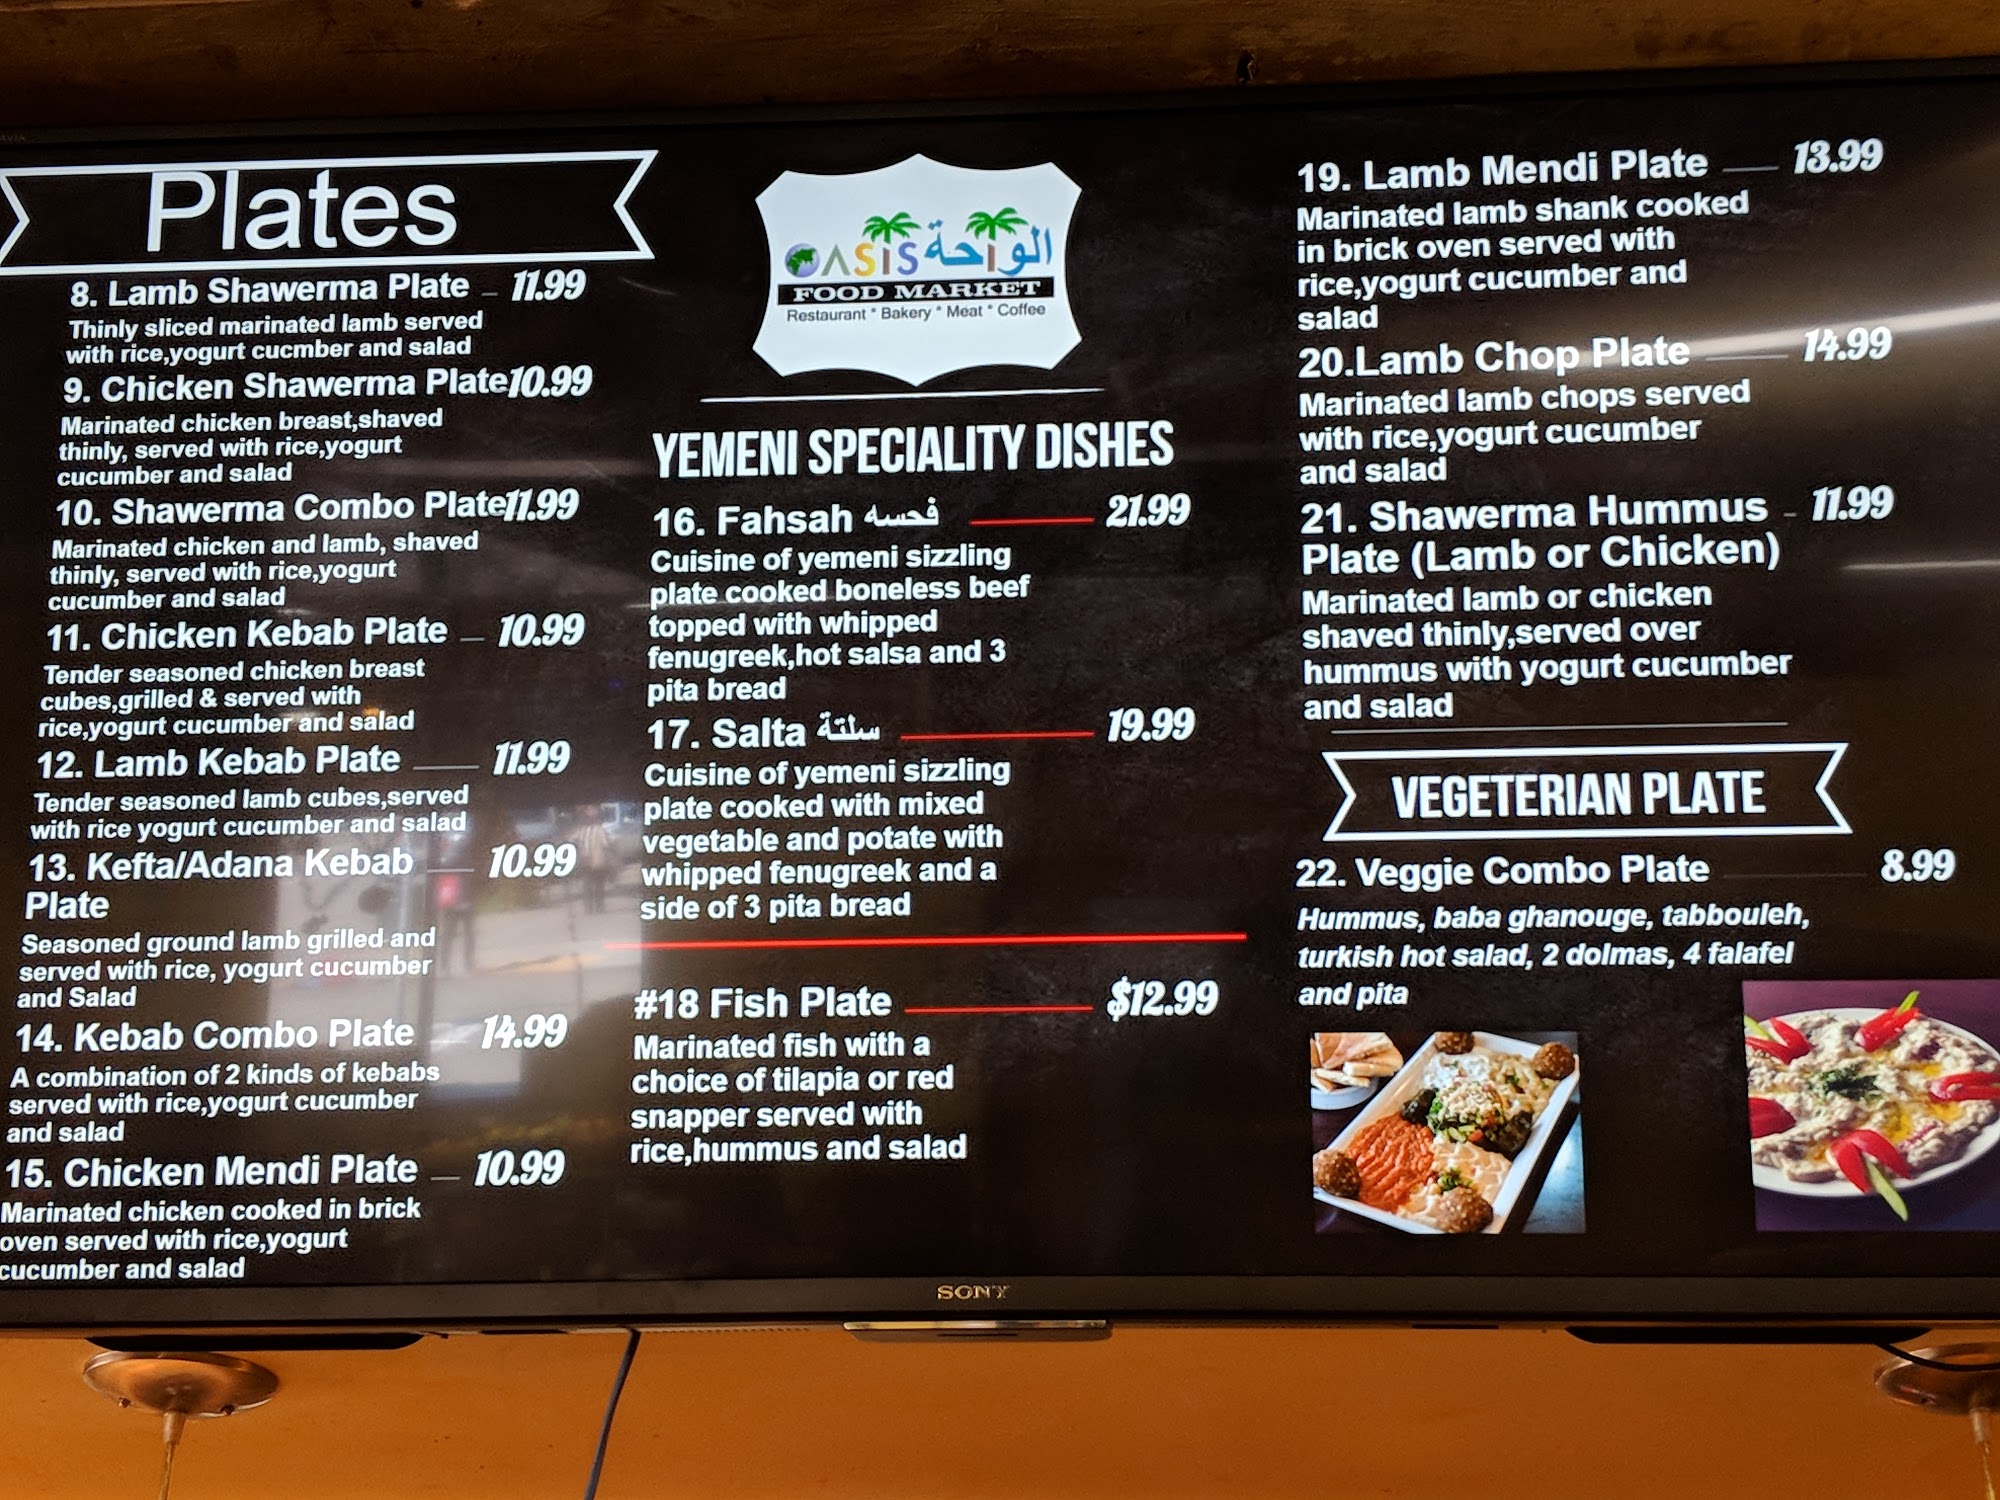 Plates
8. Lamb Shawerma Plate 11.99
Thinly sliced marinated lamb served
with rice,yogurt cucmber and salad
9. Chicken Shawerma Plate 10.99
Marinated chicken breast,shaved
thinly, served with rice,yogurt
cucumber and salad
10. Shawerma Combo Plate 11.99
Marinated chicken and lamb, shaved
thinly, served with rice,yogurt
cucumber and salad
11. Chicken Kebab Plate 10.99
Tender seasoned chicken breast
cubes,grilled & served with
rice,yogurt cucumber and salad
12. Lamb Kebab Plate 11.99
Tender seasoned lamb cubes,served
with rice yogurt cucumber and salad
13. Kefta/Adana Kebab 10.99
Plate
Seasoned ground lamb grilled and
served with rice, yogurt cucumber
and Salad
14. Kebab Combo Plate 14.99
A combination of 2 kinds of kebabs
served with rice,yogurt cucumber
and salad
15. Chicken Mendi Plate 10.99
Marinated chicken cooked in brick
oven served with rice,yogurt
cucumber and salad
OASIS الواحة
FOOD MARKET
Restaurant * Bakery * Meat * Coffee
YEMENI SPECIALITY DISHES
16. Fahsah فحسه 21.99
Cuisine of yemeni sizzling
plate cooked boneless beef
topped with whipped
fenugreek,hot salsa and 3
pita bread
17. Salta سلتة 19.99
Cuisine of yemeni sizzling
plate cooked with mixed
vegetable and potate with
whipped fenugreek and a
side of 3 pita bread
#18 Fish Plate $12.99
Marinated fish with a
choice of tilapia or red
snapper served with
rice,hummus and salad
19. Lamb Mendi Plate 13.99
Marinated lamb shank cooked
in brick oven served with
rice,yogurt cucumber and
salad
20.Lamb Chop Plate 14.99
Marinated lamb chops served
with rice,yogurt cucumber
and salad
21. Shawerma Hummus - 11.99
Plate (Lamb or Chicken)
Marinated lamb or chicken
shaved thinly,served over
hummus with yogurt cucumber
and salad
VEGETERIAN PLATE
22. Veggie Combo Plate 8.99
Hummus, baba ghanouge, tabbouleh,
turkish hot salad, 2 dolmas, 4 falafel
and pita
SONY